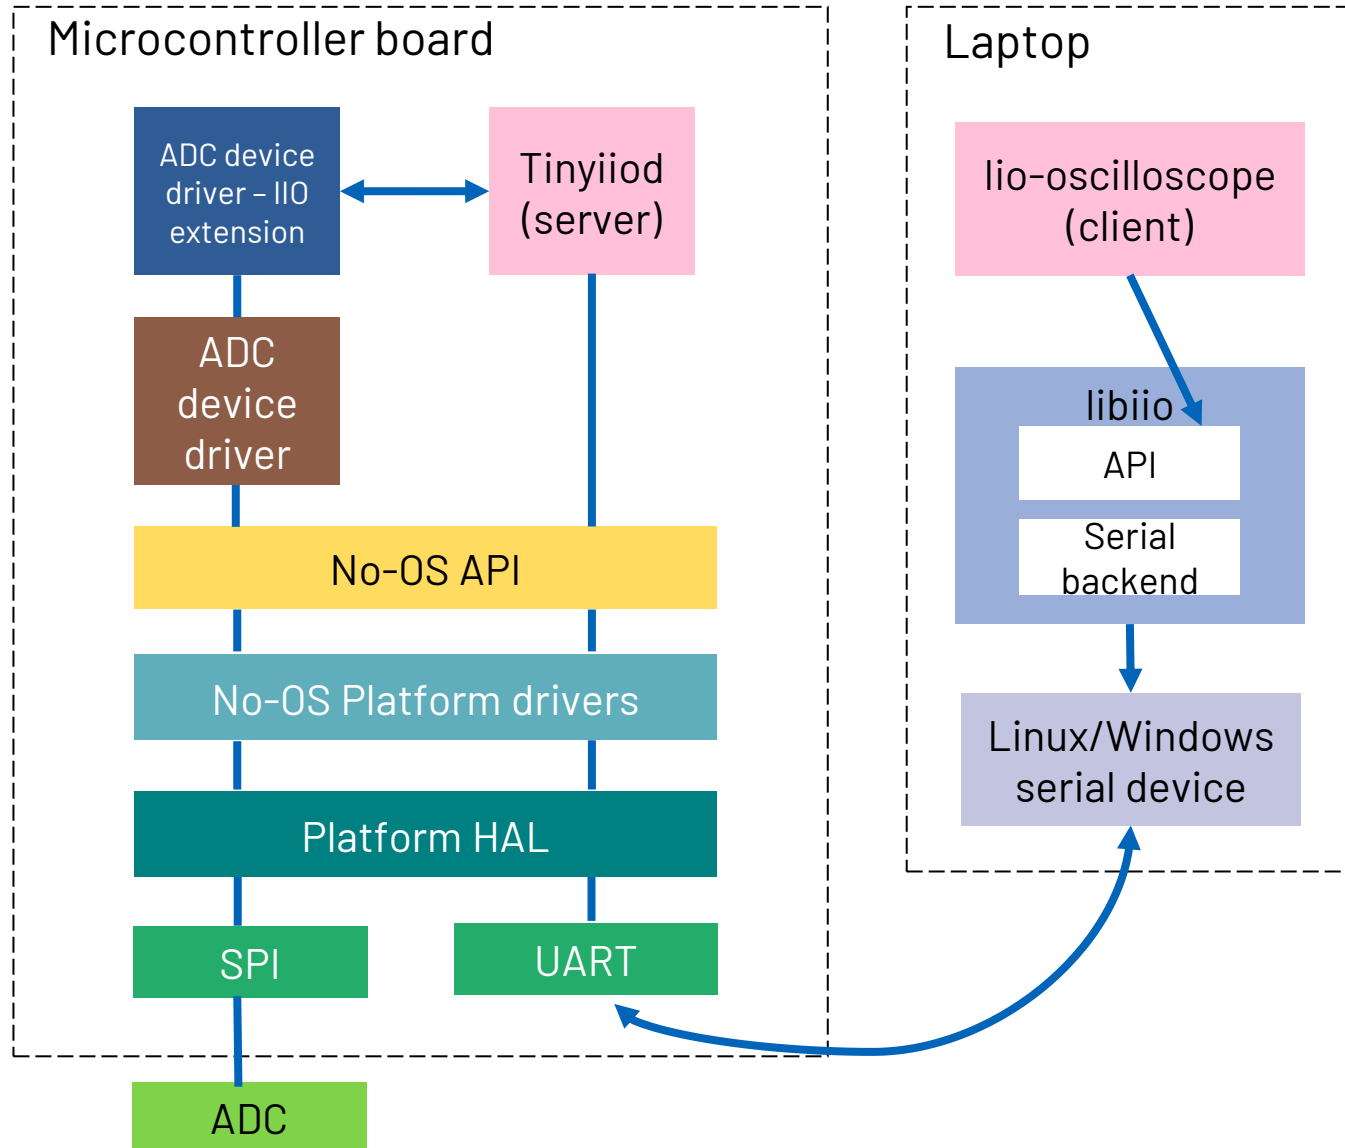 Microcontroller board
ADC device
driver – IIO
extension
Tinyiiod
(server)
ADC
device
driver
No-OS API
No-OS Platform drivers
Platform HAL
SPI
UART
ADC
Laptop
Iio-oscilloscope
(client)
libiio
API
Serial
backend
Linux/Windows
serial device